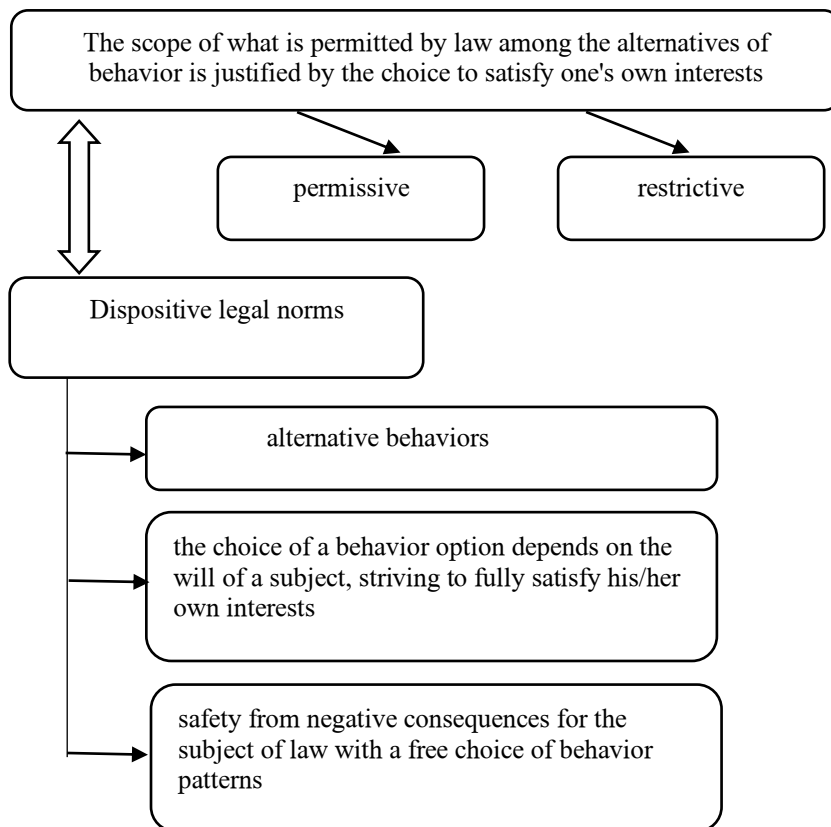 The scope of what is permitted by law among the alternatives of
behavior is justified by the choice to satisfy one's own interests
permissive
restrictive
Dispositive legal norms
alternative behaviors
the choice of a behavior option depends on the
will of a subject, striving to fully satisfy his/her
own interests
safety from negative consequences for the
subject of law with a free choice of behavior
patterns